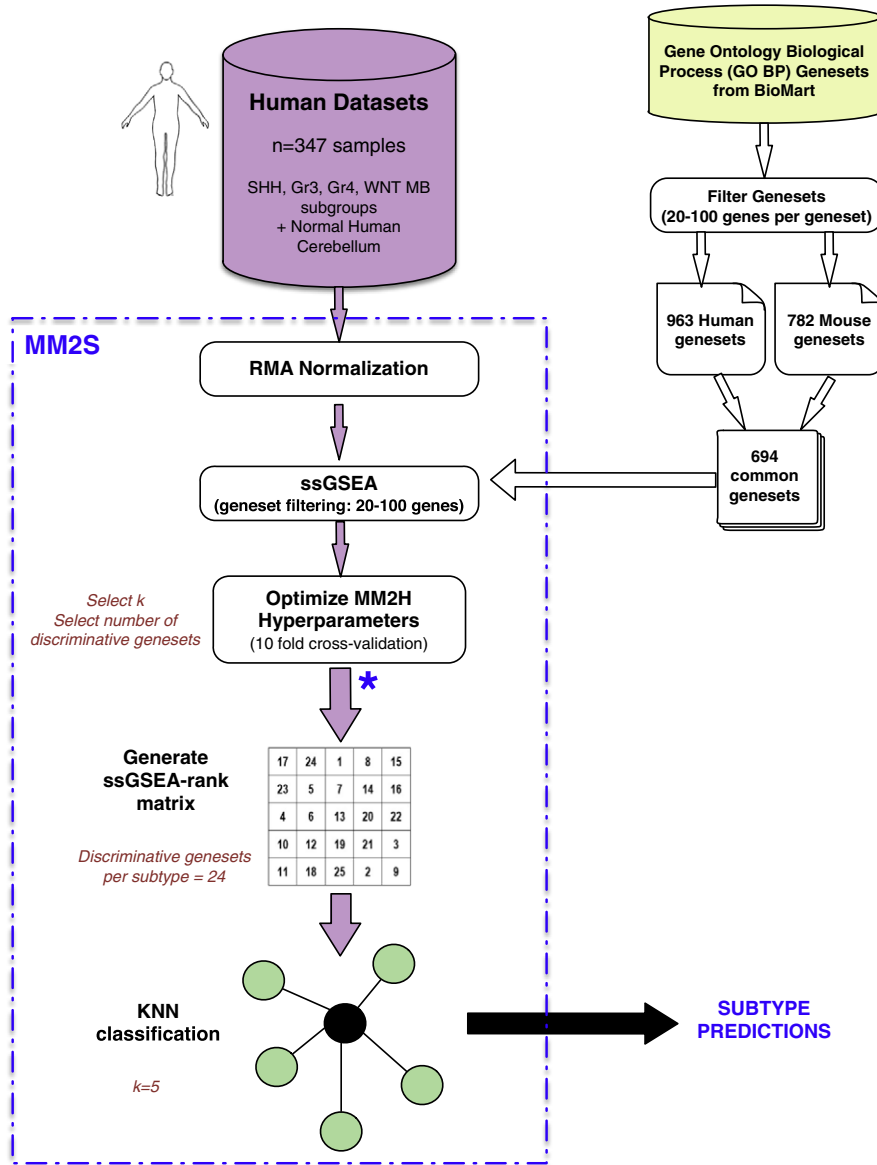 Human Datasets
n=347 samples
SHH, Gr3, Gr4, WNT MB
subgroups
+ Normal Human
Cerebellum
Gene Ontology Biological
Process (GO BP) Genesets
from BioMart
Filter Genesets
(20-100 genes per geneset)
963 Human
genesets
782 Mouse
genesets
694
common
genesets
MM2S
RMA Normalization
ssGSEA
(geneset filtering: 20-100 genes)
Select k
Select number of
discriminative genesets
Optimize MM2H
Hyperparameters
(10 fold cross-validation)
*
Generate
ssGSEA-rank
matrix
Discriminative genesets
per subtype = 24
17 24 1 8 15
23 5 7 14 16
4 6 13 20 22
10 12 19 21 3
11 18 25 2 9
KNN
classification
k=5
SUBTYPE
PREDICTIONS